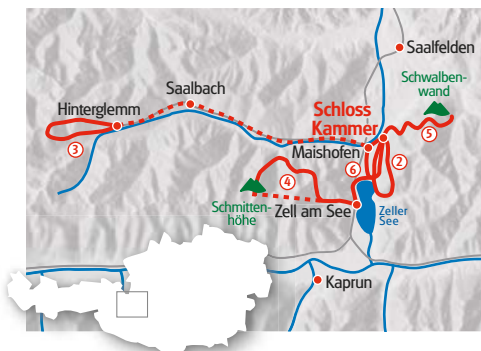 Saalfelden
Schwalben-
wand
Saalbach
Hinterglemm
Schloss
Kammer
Maishofen
3
5
2
6
4
Schmitten-
höhe
Zell am See
Zeller
See
Kaprun